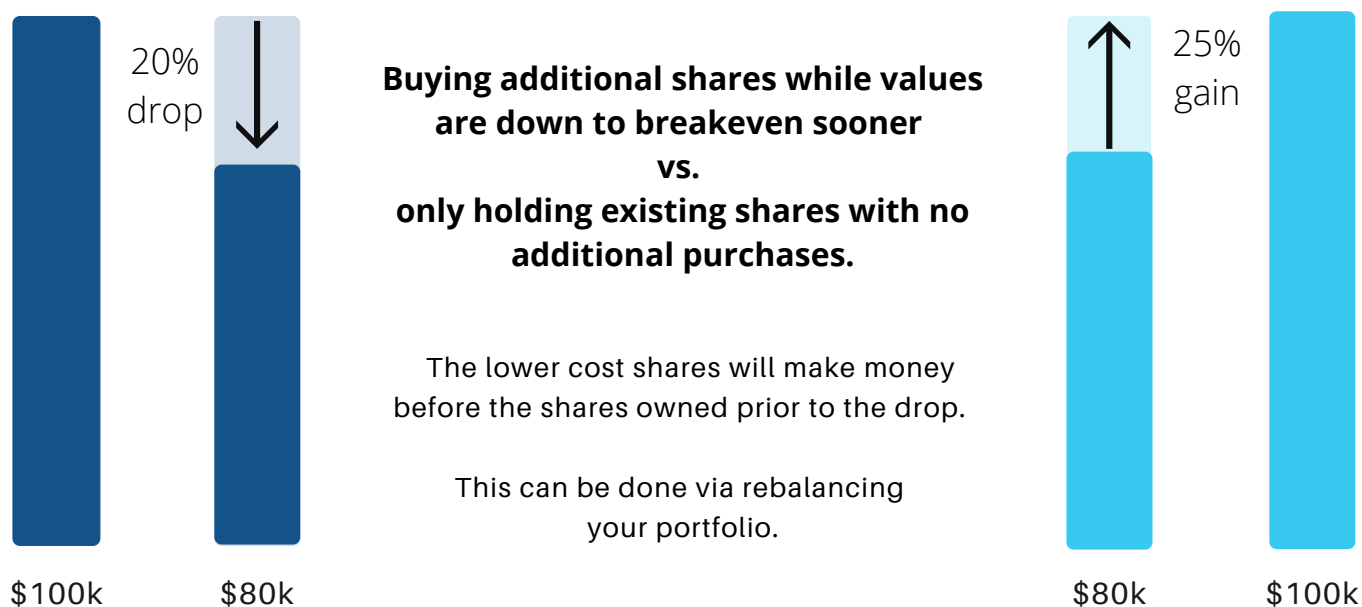 20%
drop
Buying additional shares while values
are down to breakeven sooner
vs.
only holding existing shares with no
additional purchases.
The lower cost shares will make money
before the shares owned prior to the drop.
This can be done via rebalancing
your portfolio.
25%
gain
$100k
$80k
$80k
$100k